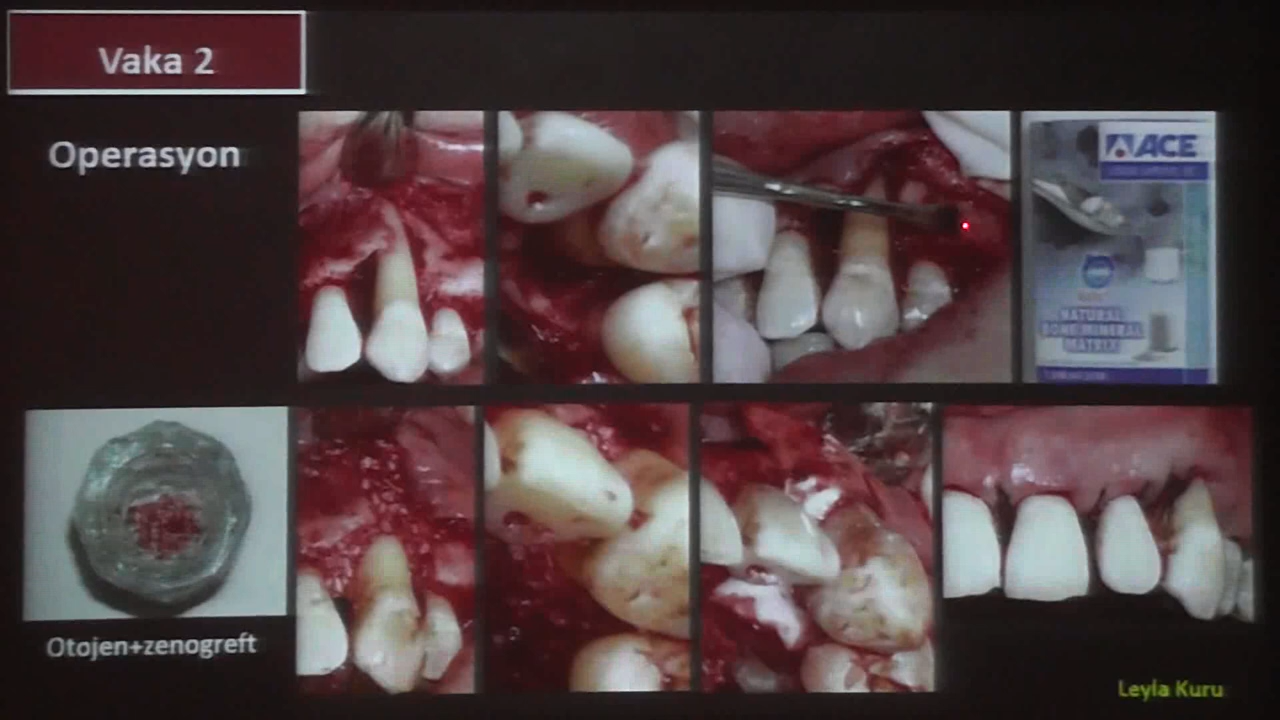 Vaka 2
Operasyon
ACE
NATURAL
BONE MINERAL
MATRIX
Otojen+zenogreft
Leyla Kuru